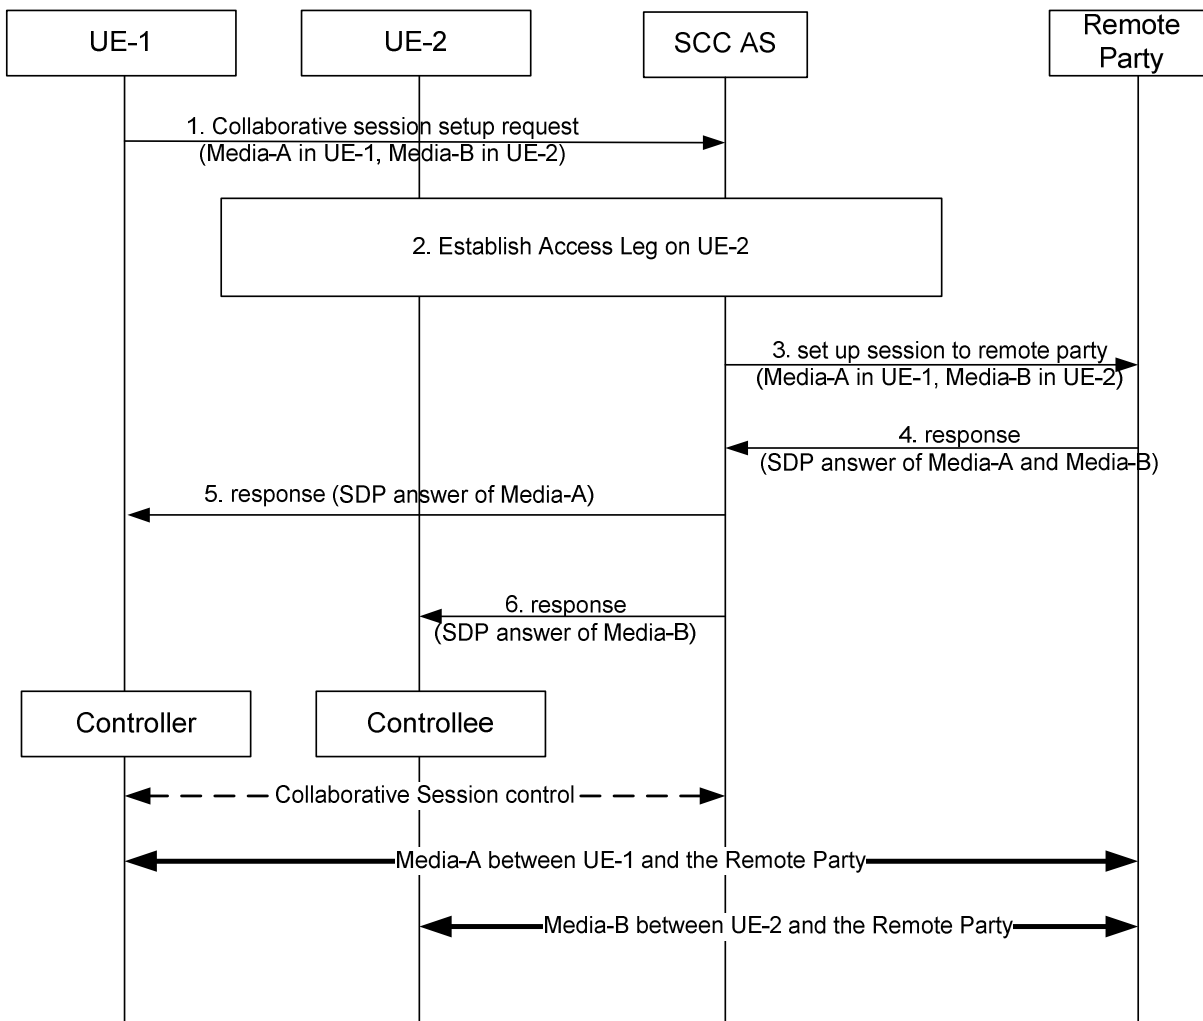 UE-1
UE-2
SCC AS
Remote
Party
1. Collaborative session setup request
(Media-A in UE-1, Media-B in UE-2)
2. Establish Access Leg on UE-2
3. set up session to remote party
(Media-A in UE-1, Media-B in UE-2)
4. response
(SDP answer of Media-A and Media-B)
5. response (SDP answer of Media-A)
6. response
(SDP answer of Media-B)
Controller
Controllee
Collaborative Session control
Media-A between UE-1 and the Remote Party
Media-B between UE-2 and the Remote Party